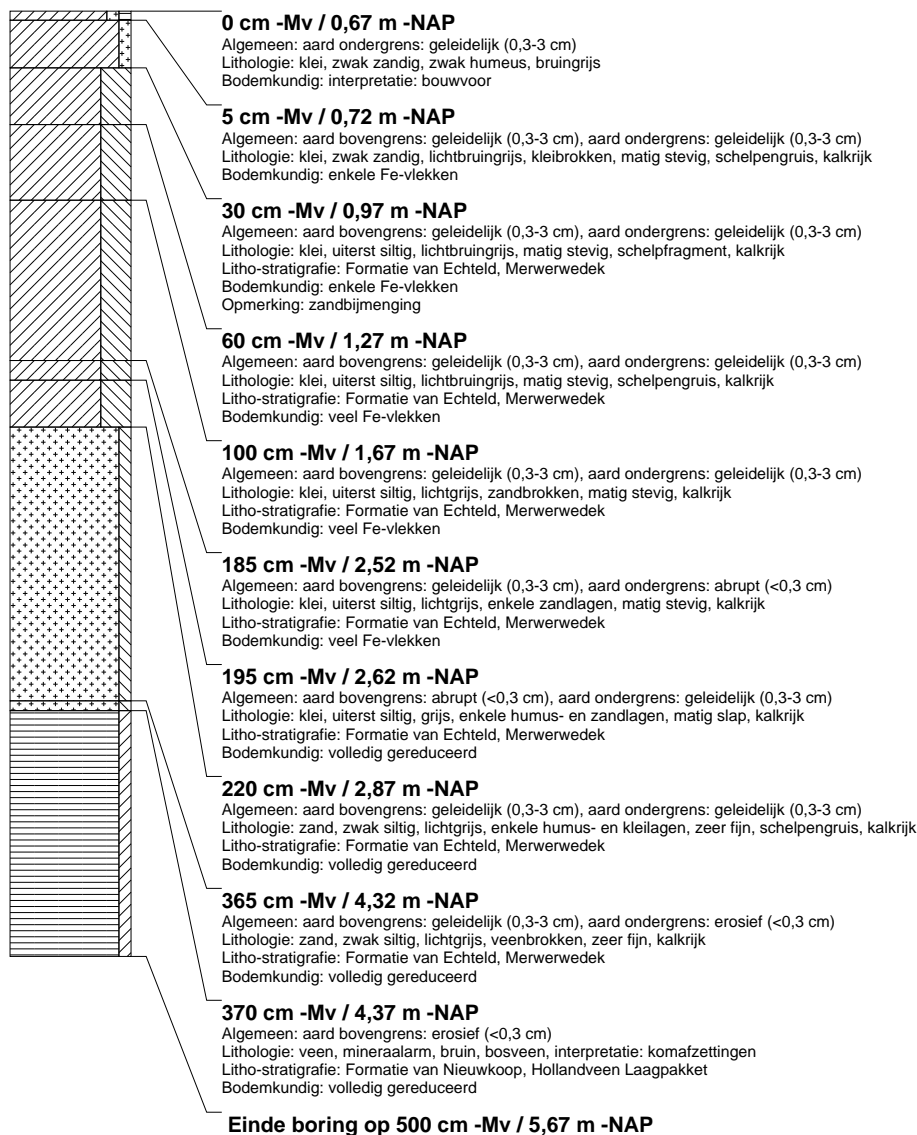 0 cm -Mv / 0,67 m -NAP
Algemeen: aard ondergrens: geleidelijk (0,3-3 cm)
Lithologie: klei, zwak zandig, zwak humeus, bruingrijs
Bodemkundig: interpretatie: bouwvoor
5 cm -Mv / 0,72 m -NAP
Algemeen: aard bovengrens: geleidelijk (0,3-3 cm), aard ondergrens: geleidelijk (0,3-3 cm)
Lithologie: klei, zwak zandig, lichtbruingrijs, kleibrokken, matig stevig, schelpengruis, kalkrijk
Bodemkundig: enkele Fe-vlekken
30 cm -Mv / 0,97 m -NAP
Algemeen: aard bovengrens: geleidelijk (0,3-3 cm), aard ondergrens: geleidelijk (0,3-3 cm)
Lithologie: klei, uiterst siltig, lichtbruingrijs, matig stevig, schelpfragment, kalkrijk
Litho-stratigrafie: Formatie van Echteld, Merwerwedek
Bodemkundig: enkele Fe-vlekken
Opmerking: zandbijmenging
60 cm -Mv / 1,27 m -NAP
Algemeen: aard bovengrens: geleidelijk (0,3-3 cm), aard ondergrens: geleidelijk (0,3-3 cm)
Lithologie: klei, uiterst siltig, lichtbruingrijs, matig stevig, schelpengruis, kalkrijk
Litho-stratigrafie: Formatie van Echteld, Merwerwedek
Bodemkundig: veel Fe-vlekken
100 cm -Mv / 1,67 m -NAP
Algemeen: aard bovengrens: geleidelijk (0,3-3 cm), aard ondergrens: geleidelijk (0,3-3 cm)
Lithologie: klei, uiterst siltig, lichtgrijs, zandbrokken, matig stevig, kalkrijk
Litho-stratigrafie: Formatie van Echteld, Merwerwedek
Bodemkundig: veel Fe-vlekken
185 cm -Mv / 2,52 m -NAP
Algemeen: aard bovengrens: geleidelijk (0,3-3 cm), aard ondergrens: abrupt (<0,3 cm)
Lithologie: klei, uiterst siltig, lichtgrijs, enkele zandlagen, matig stevig, kalkrijk
Litho-stratigrafie: Formatie van Echteld, Merwerwedek
Bodemkundig: veel Fe-vlekken
195 cm -Mv / 2,62 m -NAP
Algemeen: aard bovengrens: abrupt (<0,3 cm), aard ondergrens: geleidelijk (0,3-3 cm)
Lithologie: klei, uiterst siltig, grijs, enkele humus- en zandlagen, matig slap, kalkrijk
Litho-stratigrafie: Formatie van Echteld, Merwerwedek
Bodemkundig: volledig gereduceerd
220 cm -Mv / 2,87 m -NAP
Algemeen: aard bovengrens: geleidelijk (0,3-3 cm), aard ondergrens: geleidelijk (0,3-3 cm)
Lithologie: zand, zwak siltig, lichtgrijs, enkele humus- en kleilagen, zeer fijn, schelpengruis, kalkrijk
Litho-stratigrafie: Formatie van Echteld, Merwerwedek
Bodemkundig: volledig gereduceerd
365 cm -Mv / 4,32 m -NAP
Algemeen: aard bovengrens: geleidelijk (0,3-3 cm), aard ondergrens: erosief (<0,3 cm)
Lithologie: zand, zwak siltig, lichtgrijs, veenbrokken, zeer fijn, kalkrijk
Litho-stratigrafie: Formatie van Echteld, Merwerwedek
Bodemkundig: volledig gereduceerd
370 cm -Mv / 4,37 m -NAP
Algemeen: aard bovengrens: erosief (<0,3 cm)
Lithologie: veen, mineraalarm, bruin, bosveen, interpretatie: komafzettingen
Litho-stratigrafie: Formatie van Nieuwkoop, Hollandveen Laagpakket
Bodemkundig: volledig gereduceerd
Einde boring op 500 cm -Mv / 5,67 m -NAP